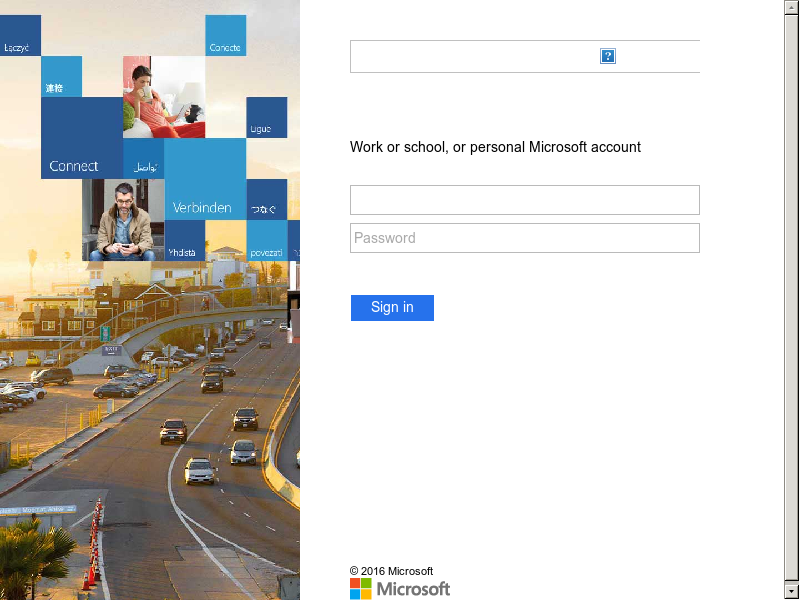 Łączyć
Conecte
連接
Ligue
Connect
تواصل
Verbinden
つなぐ
Yhdistä
povezati
?
Work or school, or personal Microsoft account
Password
Sign in
© 2016 Microsoft
Microsoft